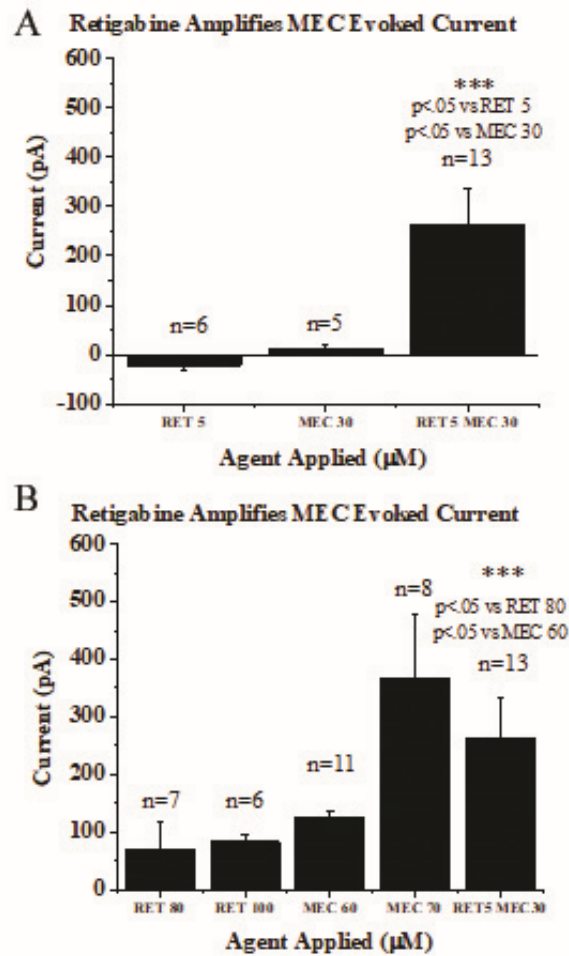 A
Retigabine Amplifies MEC Evoked Current
600
500
400
300
200
100
0
-100
Current (pA)
***
p<.05 vs RET 5
p<.05 vs MEC 30
n=13
n=6
n=5
RET 5
MEC 30
RET 5 MEC 30
Agent Applied (μM)
B
Retigabine Amplifies MEC Evoked Current
600
500
400
300
200
100
0
Current (pA)
***
n=8
p<.05 vs RET 80
p<.05 vs MEC 60
n=13
n=11
n=7
n=6
RET 80
RET 100
MEC 60
MEC 70
RET5 MEC30
Agent Applied (μM)